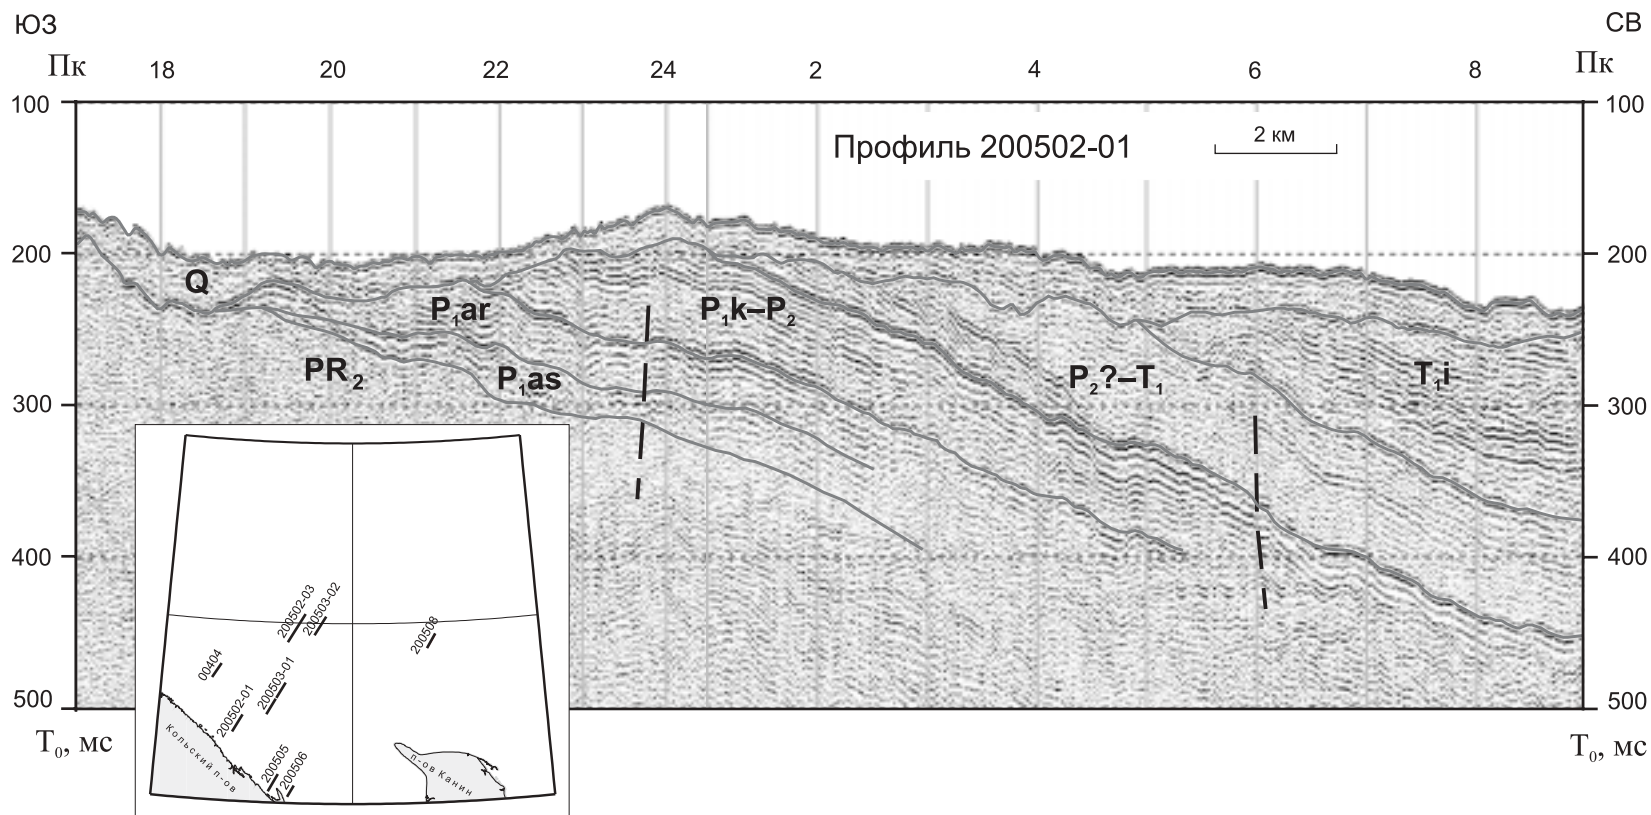 ЮЗ
СВ
Пк 18 20 22 24 2 4 6 8 Пк
100 100
Профиль 200502-01
2 км
200 200
Q
P₁ar
P₁k–P₂
PR₂
P₁as
P₂?–T₁
T₁i
300 300
400 400
500 500
T₀, мс
T₀, мс
200502-03
200503-02
200508
00404
200503-01
200502-01
200505
200506
Кольский п-ов
п-ов Канин